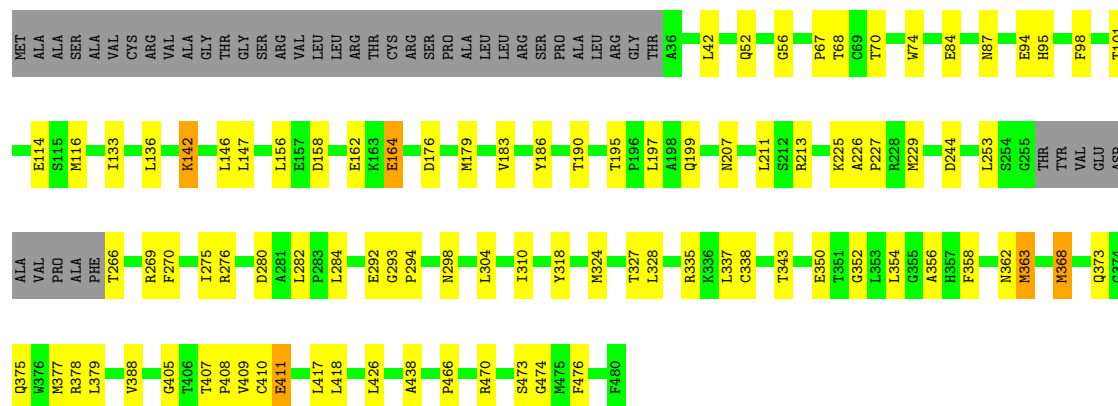 MET ALA ALA SER ALA VAL CYS ARG VAL ALA GLY THR GLY SER ARG VAL LEU LEU ARG THR CYS ARG SER PRO ALA LEU LEU ARG SER PRO ALA LEU ARG GLY THR A36 L42 Q52 G56 P67 T68 C69 T70 W74 E84 N87 E94 H95 F98 T101
E114 S115 M116 I133 L136 K142 L146 L147 L156 E157 D158 E162 K163 E164 D176 M179 V183 Y186 T190 T195 P196 L197 A198 Q199 N207 L211 S212 R213 K225 A226 P227 R228 M229 D244 L253 S254 G255 THR TYR VAL GLU ASP
ALA VAL PRO ALA PHE T266 R269 F270 I275 R276 D280 A281 L282 P283 L284 E292 G293 P294 N298 L304 I310 Y318 M324 T327 L328 R335 K336 L337 C338 T343 E350 T351 G352 L353 L354 G355 A356 H357 F358 N362 M363 M368 Q373 G374
Q375 W376 M377 R378 L379 V388 G405 T406 T407 P408 V409 C410 E411 L417 L418 L426 A438 P466 R470 S473 G474 M475 F476 F480